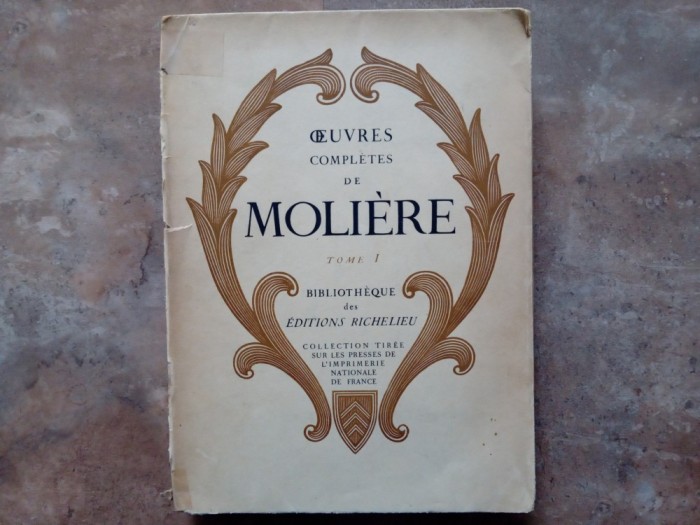 ŒUVRES
COMPLÈTES
DE
MOLIÈRE
TOME I
BIBLIOTHÈQUE
des
ÉDITIONS RICHELIEU
COLLECTION TIRÉE
SUR LES PRESSES DE
L'IMPRIMERIE
NATIONALE
DE FRANCE